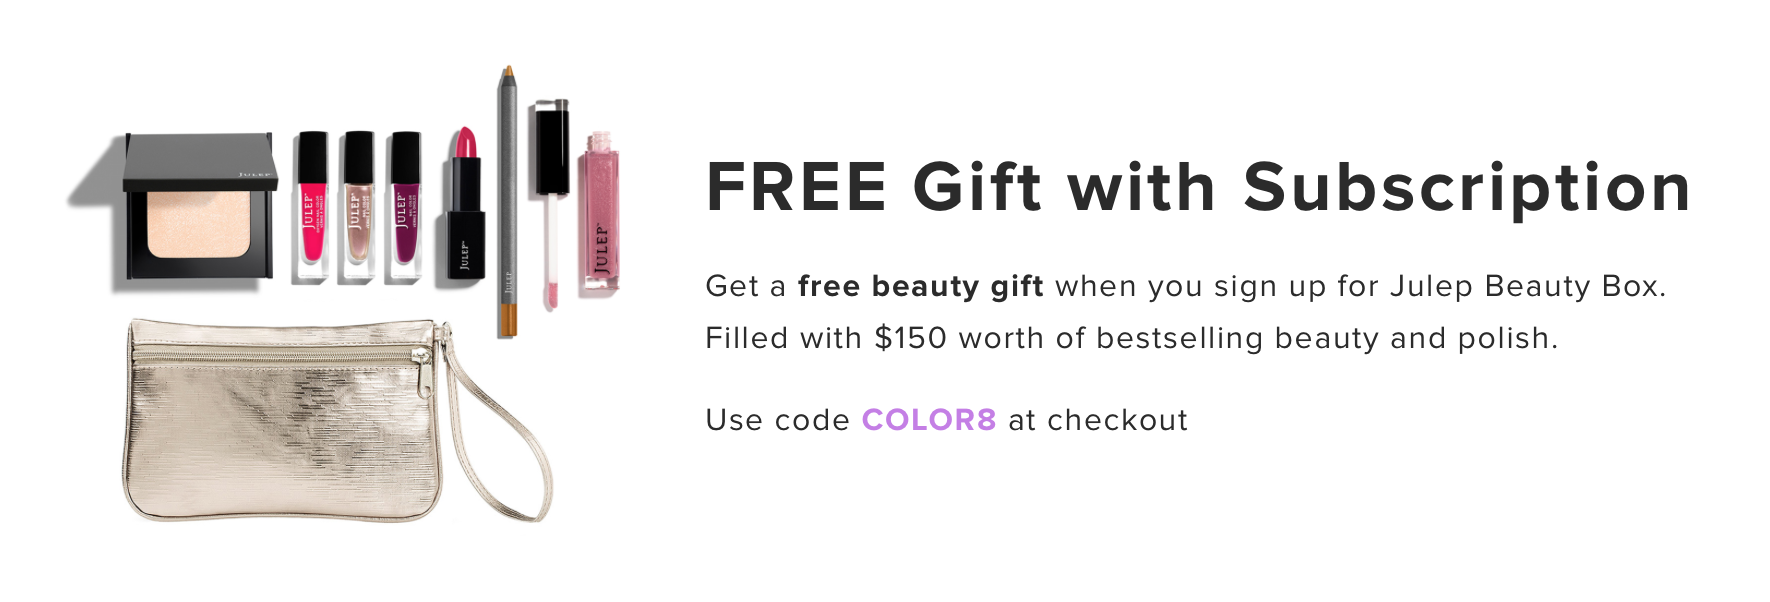 FREE Gift with Subscription
Get a free beauty gift when you sign up for Julep Beauty Box.
Filled with $150 worth of bestselling beauty and polish.
Use code COLOR8 at checkout
JULEP
JULEP
JULEP
JULEP
JULEP
JULEP
JULEP